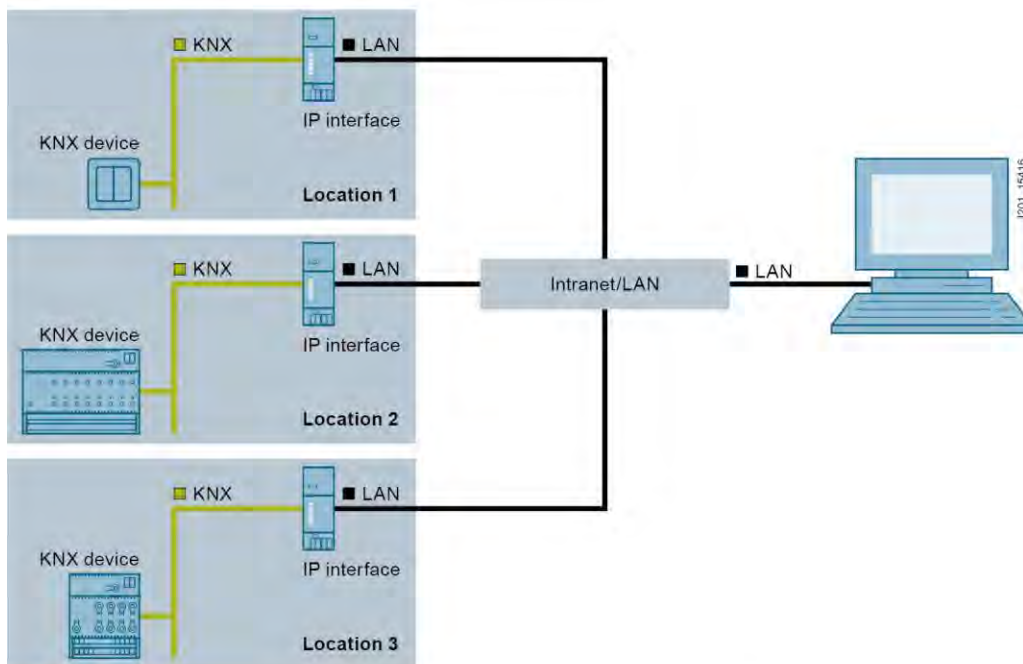 KNX
LAN
IP interface
KNX device
Location 1
KNX
LAN
IP interface
KNX device
Location 2
Intranet/LAN
LAN
KNX
LAN
IP interface
KNX device
Location 3
I201_15416